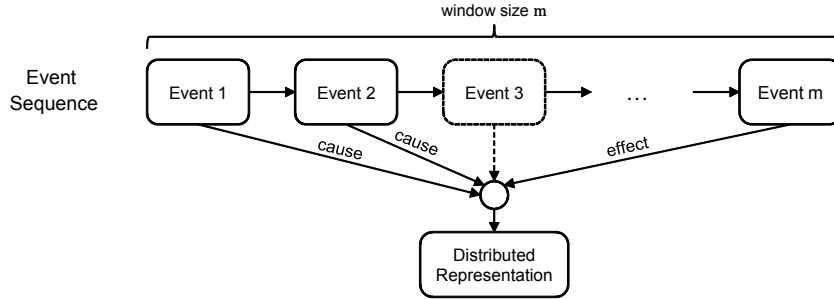 window size m
Event
Sequence
Event 1
Event 2
Event 3
...
Event m
cause
cause
effect
Distributed
Representation